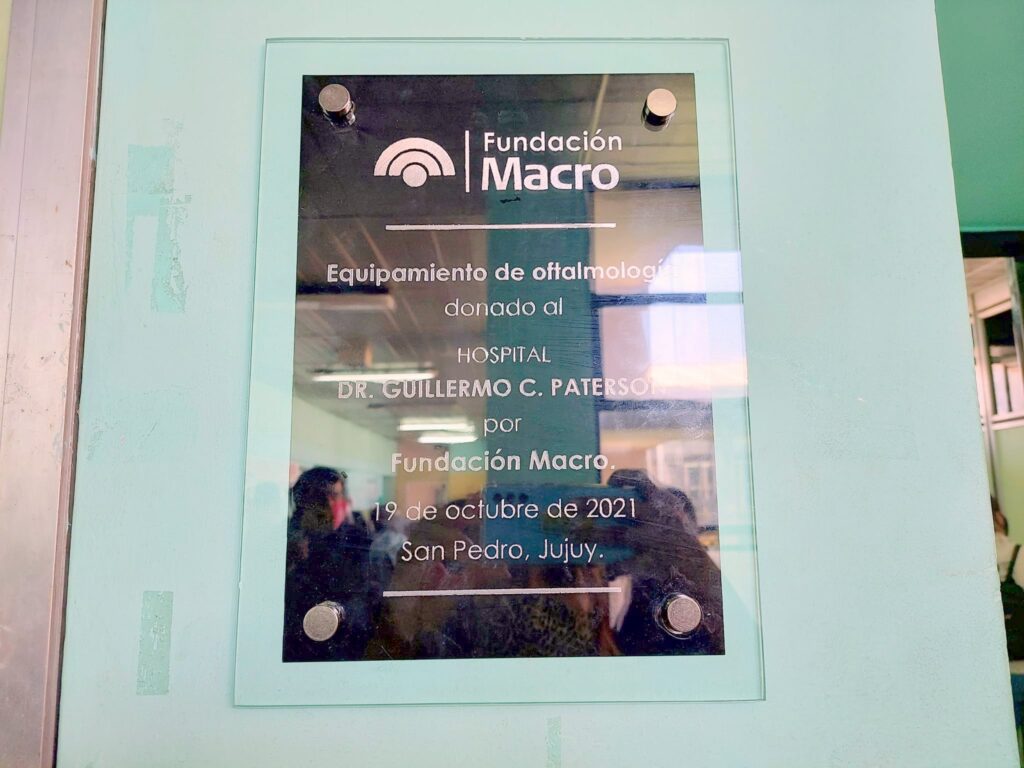 Fundación
Macro
Equipamiento de oftalmología
donado al
HOSPITAL
DR. GUILLERMO C. PATERSON
por
Fundación Macro.
19 de octubre de 2021
San Pedro, Jujuy.